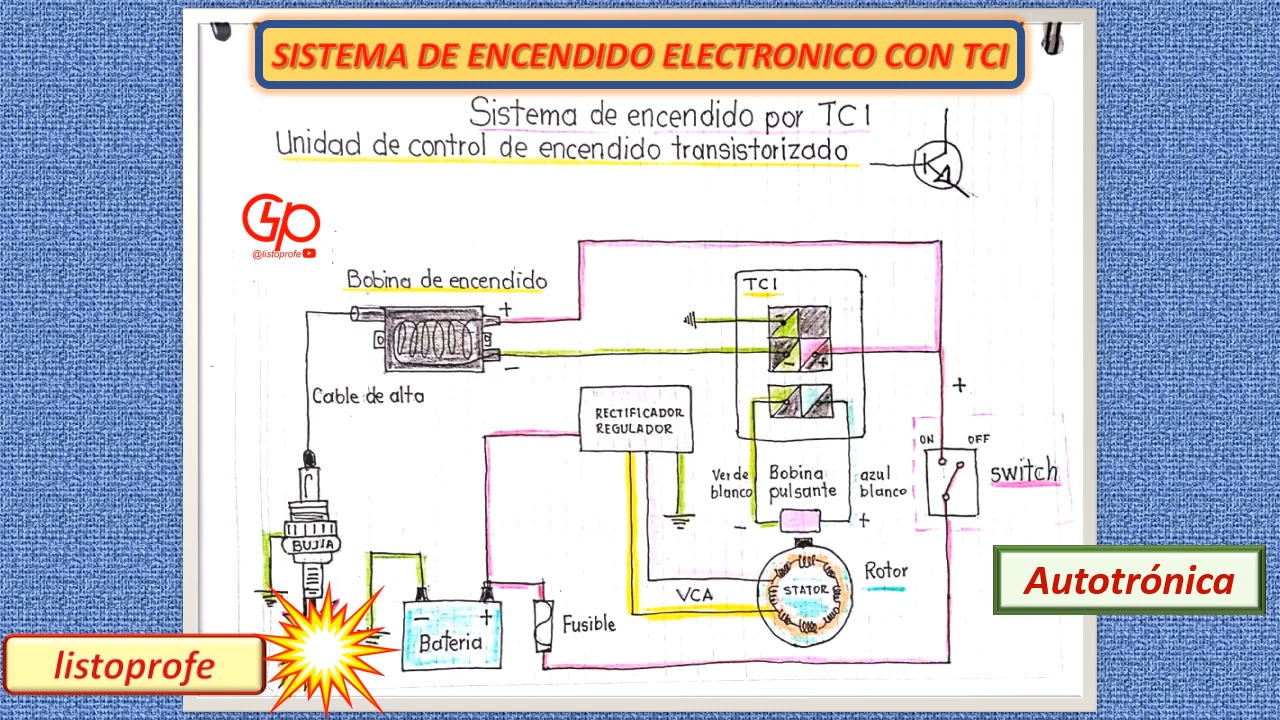 SISTEMA DE ENCENDIDO ELECTRONICO CON TCI
Sistema de encendido por TCI
Unidad de control de encendido transistorizado
@listoprofe
Bobina de encendido
+
-
Cable de alta
TCI
-
-
+
RECTIFICADOR
REGULADOR
Verde
blanco
Bobina
pulsante
azul
blanco
-
+
+
ON
OFF
switch
BUJIA
Rotor
STATOR
VCA
Fusible
- +
Bateria
Autotrónica
listoprofe